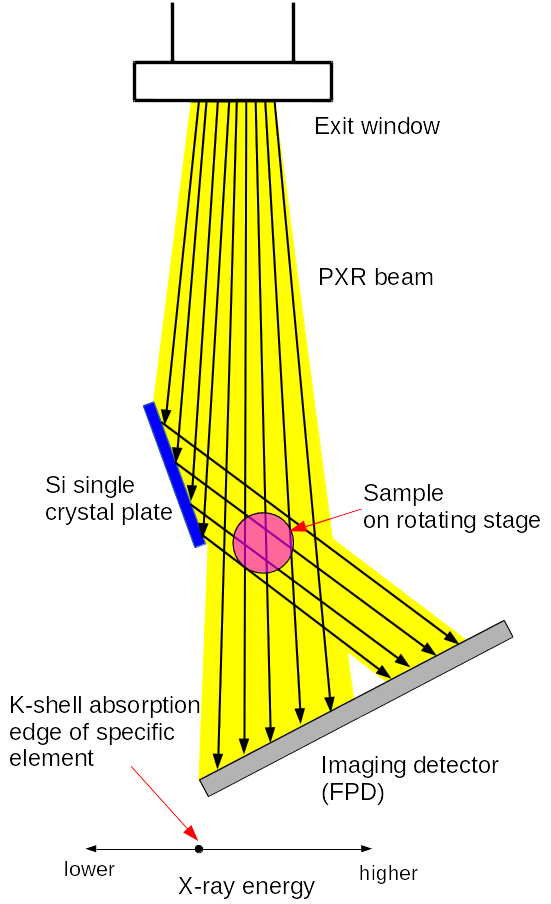 Exit window
PXR beam
Si single
crystal plate
Sample
on rotating stage
K-shell absorption
edge of specific
element
Imaging detector
(FPD)
lower
higher
X-ray energy